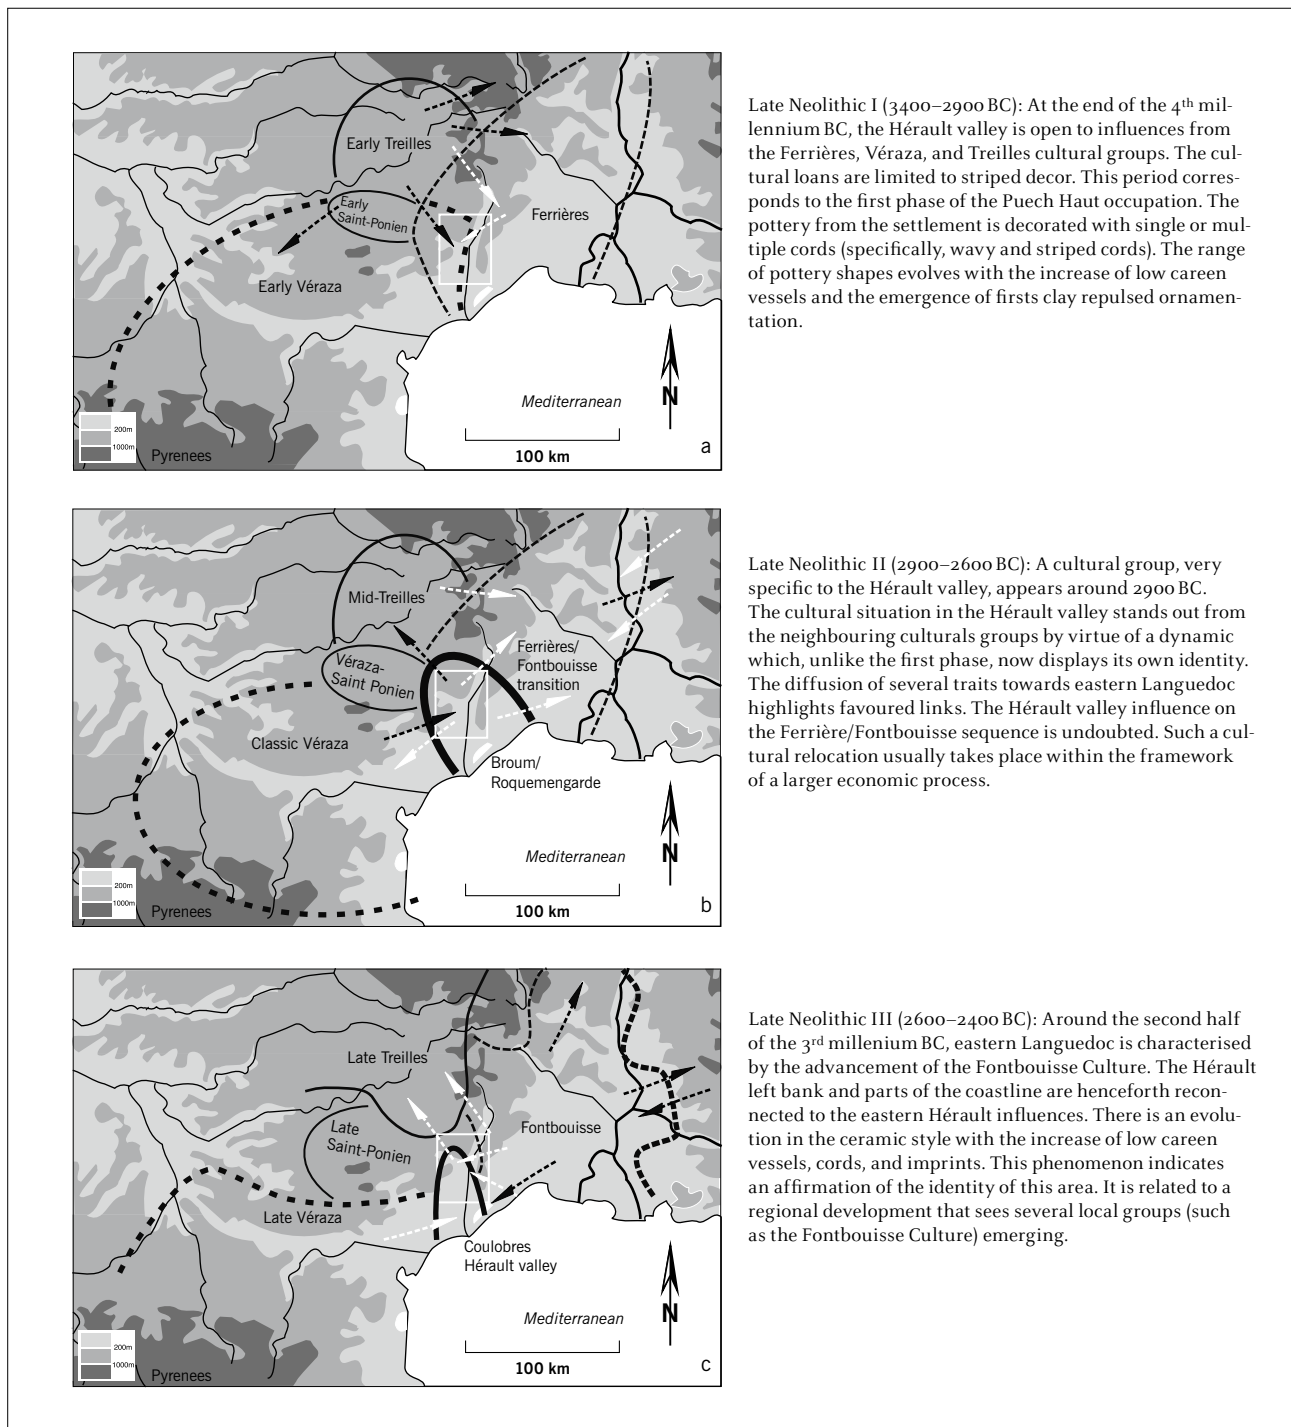 Early Treilles
Early
Saint-Ponien
Ferrières
Early Véraza
Mediterranean
N
200m
1000m
Pyrenees
100 km
a
Late Neolithic I (3400–2900 BC): At the end of the 4th mil-
lennium BC, the Hérault valley is open to influences from
the Ferrières, Véraza, and Treilles cultural groups. The cul-
tural loans are limited to striped decor. This period corres-
ponds to the first phase of the Puech Haut occupation. The
pottery from the settlement is decorated with single or mul-
tiple cords (specifically, wavy and striped cords). The range
of pottery shapes evolves with the increase of low careen
vessels and the emergence of firsts clay repulsed ornamen-
tation.
Mid-Treilles
Véraza-
Saint Ponien
Ferrières/
Fontbouisse
transition
Classic Véraza
Broum/
Roquemengarde
Mediterranean
N
200m
1000m
Pyrenees
100 km
b
Late Neolithic II (2900–2600 BC): A cultural group, very
specific to the Hérault valley, appears around 2900 BC.
The cultural situation in the Hérault valley stands out from
the neighbouring culturals groups by virtue of a dynamic
which, unlike the first phase, now displays its own identity.
The diffusion of several traits towards eastern Languedoc
highlights favoured links. The Hérault valley influence on
the Ferrière/Fontbouisse sequence is undoubted. Such a cul-
tural relocation usually takes place within the framework
of a larger economic process.
Late Treilles
Late
Saint-Ponien
Fontbouisse
Late Véraza
Coulobres
Hérault valley
Mediterranean
N
200m
1000m
Pyrenees
100 km
c
Late Neolithic III (2600–2400 BC): Around the second half
of the 3rd millenium BC, eastern Languedoc is characterised
by the advancement of the Fontbouisse Culture. The Hérault
left bank and parts of the coastline are henceforth recon-
nected to the eastern Hérault influences. There is an evolu-
tion in the ceramic style with the increase of low careen
vessels, cords, and imprints. This phenomenon indicates
an affirmation of the identity of this area. It is related to a
regional development that sees several local groups (such
as the Fontbouisse Culture) emerging.